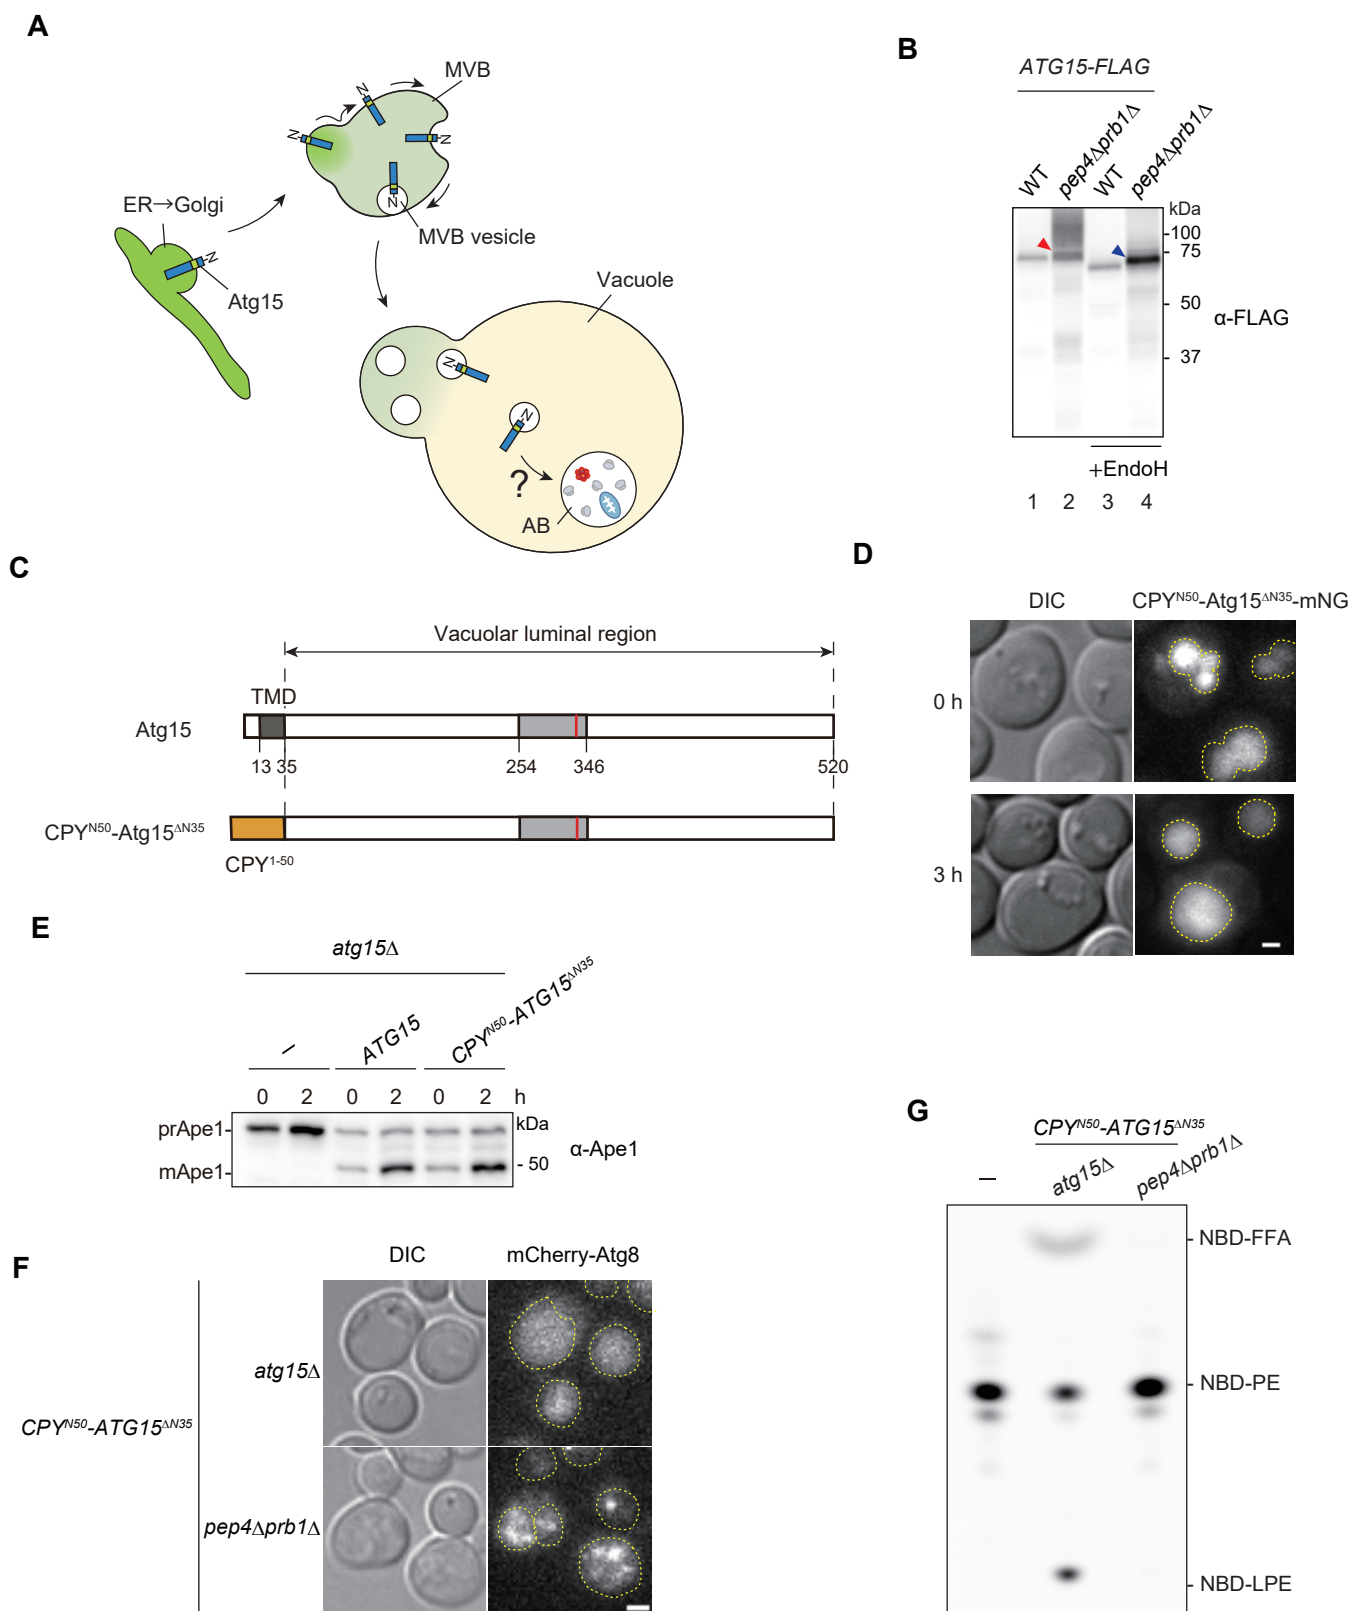 A
MVB
N
N
N
N
MVB vesicle
ER→Golgi
N
Atg15
Vacuole
N
N
?
AB
B
ATG15-FLAG
WT
pep4Δprb1Δ
WT
pep4Δprb1Δ
kDa
100
75
50
37
α-FLAG
+EndoH
1 2 3 4
C
Vacuolar luminal region
TMD
Atg15
13 35 254 346 520
CPYN50-Atg15ΔN35
CPY1-50
D
DIC CPYN50-Atg15ΔN35-mNG
0 h
3 h
E
atg15Δ
– ATG15 CPYN50-ATG15ΔN35
0 2 0 2 0 2 h
kDa
prApe1
mApe1
- 50
α-Ape1
F
DIC mCherry-Atg8
atg15Δ
CPYN50-ATG15ΔN35
pep4Δprb1Δ
G
CPYN50-ATG15ΔN35
– atg15Δ pep4Δprb1Δ
NBD-FFA
NBD-PE
NBD-LPE